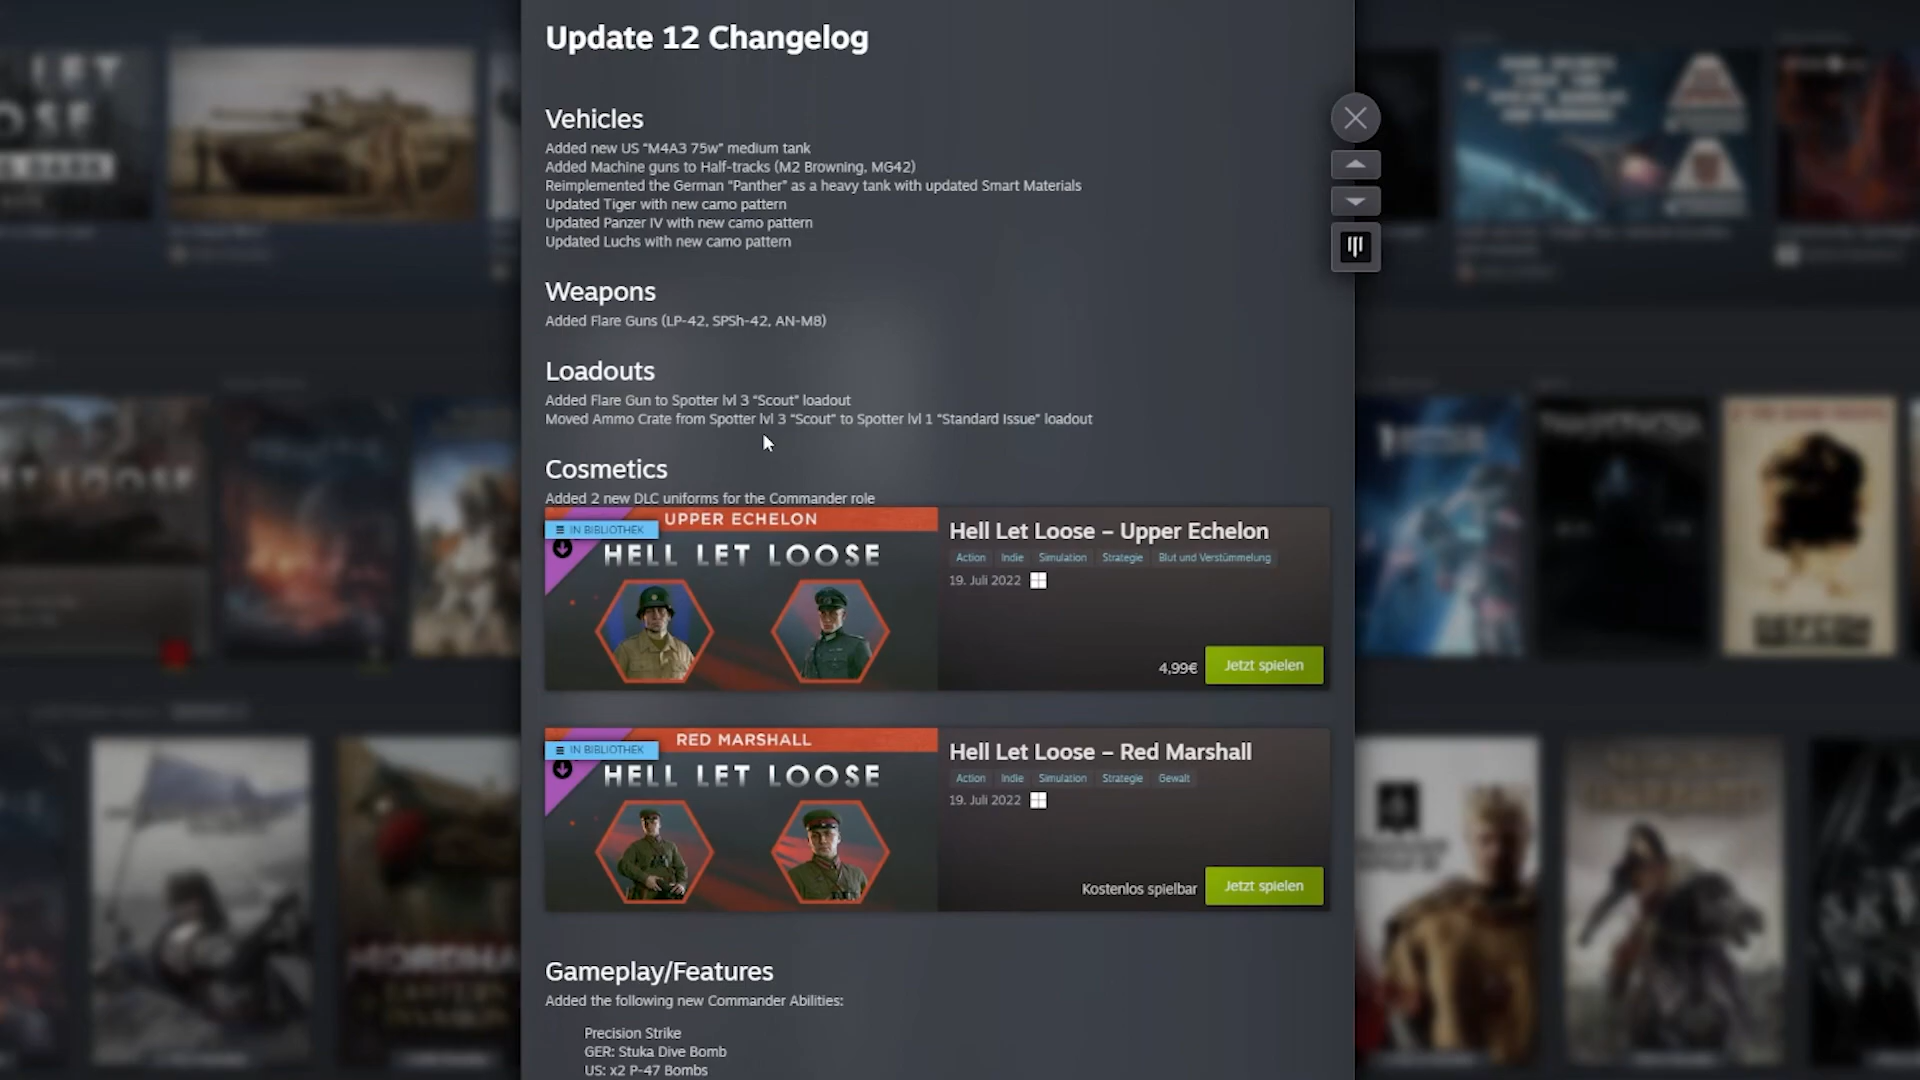 Update 12 Changelog
Vehicles
Added new US “M4A3 75w” medium tank
Added Machine guns to Half-tracks (M2 Browning, MG42)
Reimplemented the German “Panther” as a heavy tank with updated Smart Materials
Updated Tiger with new camo pattern
Updated Panzer IV with new camo pattern
Updated Luchs with new camo pattern
Weapons
Added Flare Guns (LP-42, SPSh-42, AN-M8)
Loadouts
Added Flare Gun to Spotter lvl 3 “Scout” loadout
Moved Ammo Crate from Spotter lvl 3 “Scout” to Spotter lvl 1 “Standard Issue” loadout
Cosmetics
Added 2 new DLC uniforms for the Commander role
UPPER ECHELON
IN BIBLIOTHEK
HELL LET LOOSE
Hell Let Loose – Upper Echelon
Action Indie Simulation Strategie Blut und Verstümmelung
19. Juli 2022
4,99€ Jetzt spielen
RED MARSHALL
IN BIBLIOTHEK
HELL LET LOOSE
Hell Let Loose – Red Marshall
Action Indie Simulation Strategie Gewalt
19. Juli 2022
Kostenlos spielbar Jetzt spielen
Gameplay/Features
Added the following new Commander Abilities:
Precision Strike
GER: Stuka Dive Bomb
US: x2 P-47 Bombs